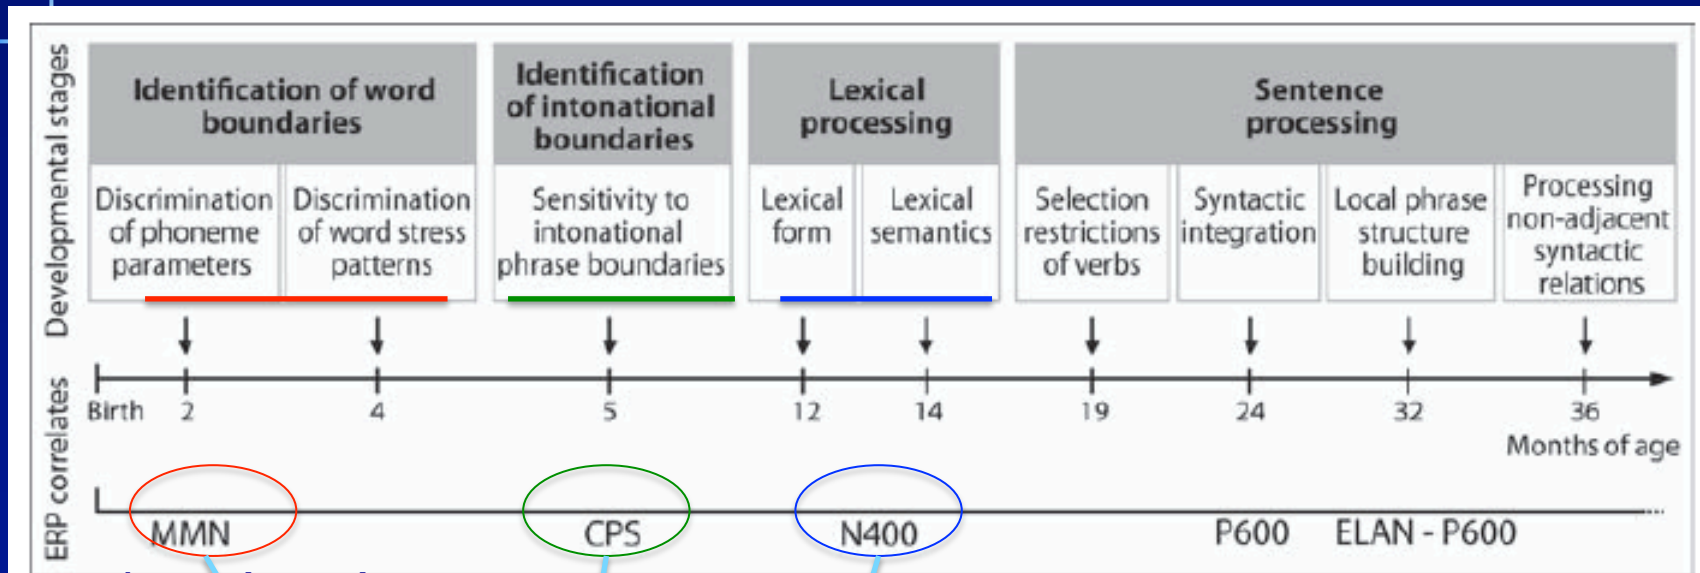 Developmental stages
Identification of word
boundaries
Identification
of intonational
boundaries
Lexical
processing
Sentence
processing
Discrimination
of phoneme
parameters
Discrimination
of word stress
patterns
Sensitivity to
intonational
phrase boundaries
Lexical
form
Lexical
semantics
Selection
restrictions
of verbs
Syntactic
integration
Local phrase
structure
building
Processing
non-adjacent
syntactic
relations
Birth 2 4 5 12 14 19 24 32 36
Months of age
ERP correlates
MMN CPS N400 P600 ELAN - P600